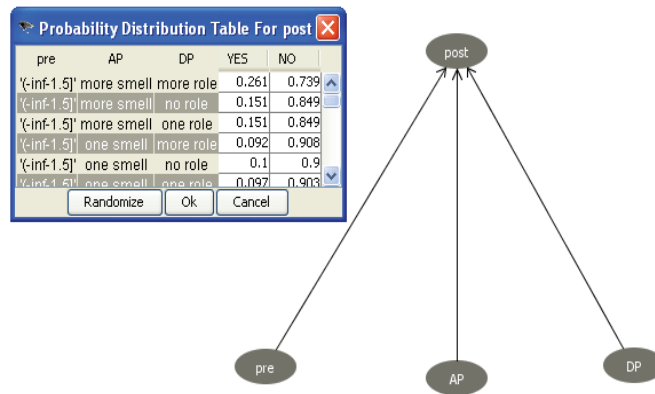 Probability Distribution Table For post
pre AP DP YES NO
'(-inf-1.5]' more smell more role 0.261 0.739
'(-inf-1.5]' more smell no role 0.151 0.849
'(-inf-1.5]' more smell one role 0.151 0.849
'(-inf-1.5]' one smell more role 0.092 0.908
'(-inf-1.5]' one smell no role 0.1 0.9
'(-inf-1.5]' one smell one role 0.097 0.903
Randomize Ok Cancel
post
pre
AP
DP